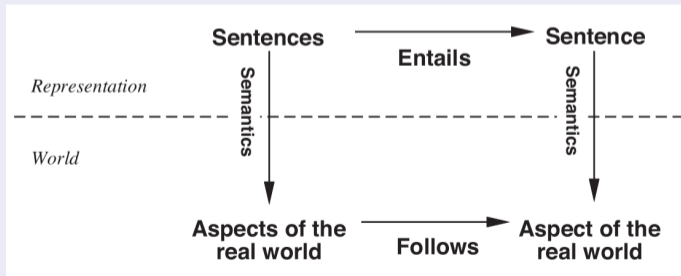 Sentences
Entails
Sentence
Representation
Semantics
Semantics
World
Aspects of the
real world
Follows
Aspect of the
real world